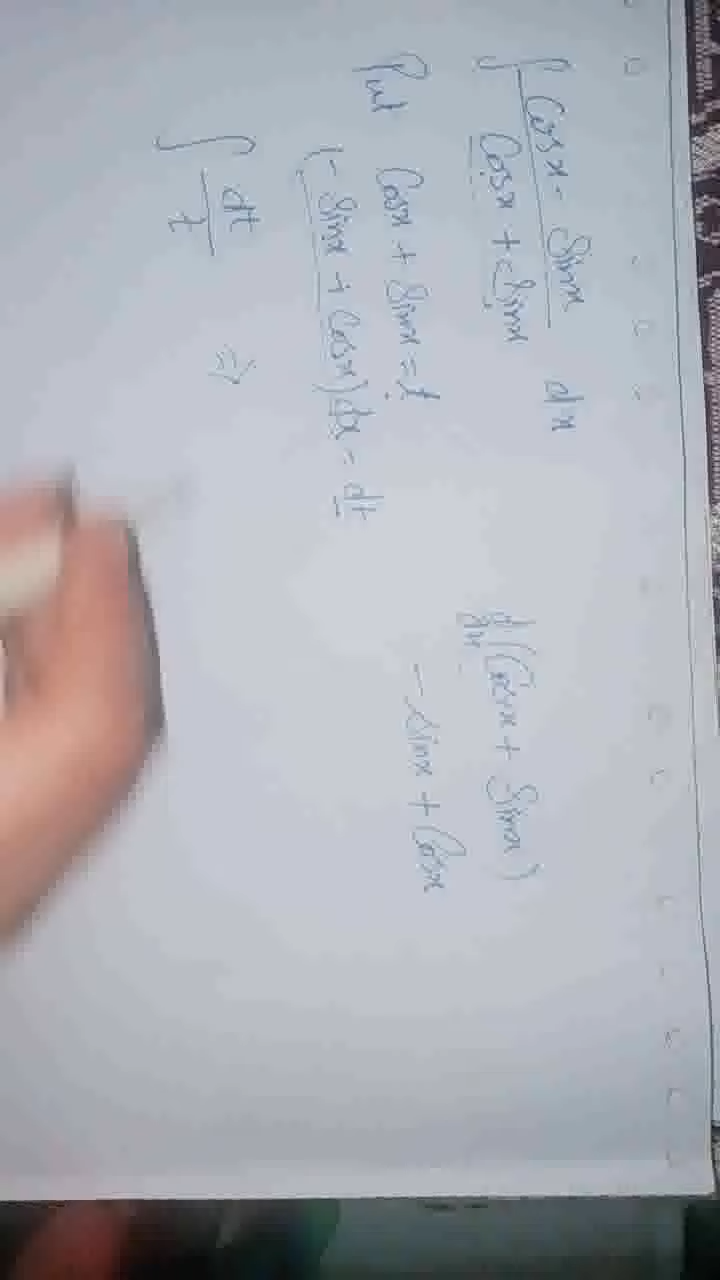 ∫ Cosx - Sinx / Cosx + Sinx dx
Put Cosx + Sinx = t
(-Sinx + Cosx)dx = dt
∫ dt/t ⇒
d/dx (Cosx + Sinx)
-Sinx + Cosx